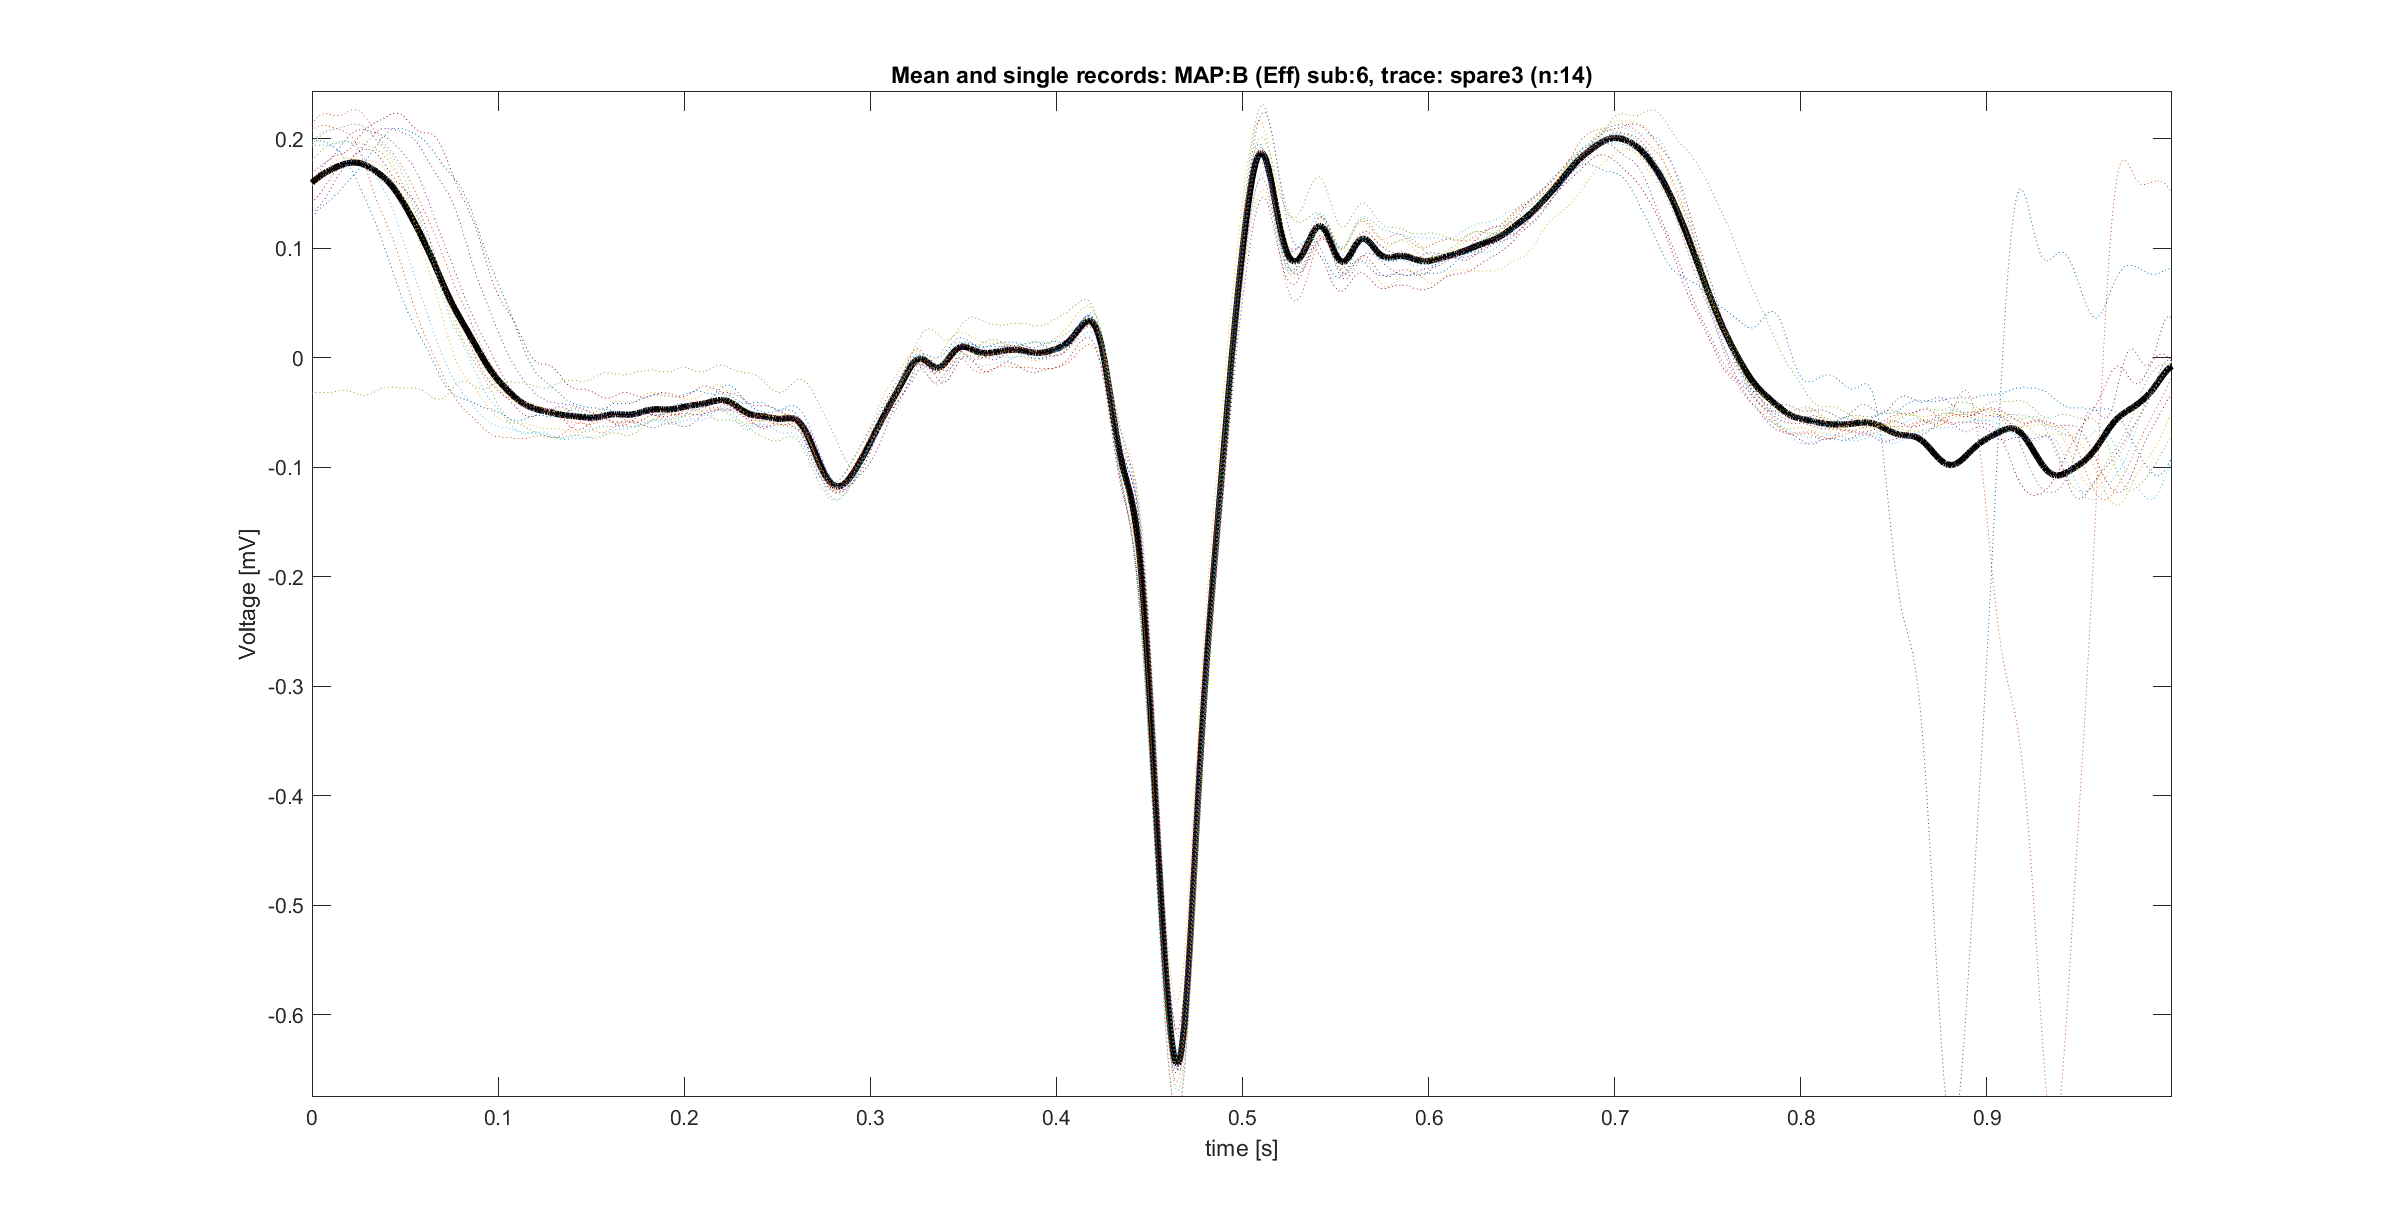 Mean and single records: MAP:B (Eff) sub:6, trace: spare3 (n:14)
Voltage [mV]
0.2
0.1
0
-0.1
-0.2
-0.3
-0.4
-0.5
-0.6
0 0.1 0.2 0.3 0.4 0.5 0.6 0.7 0.8 0.9
time [s]